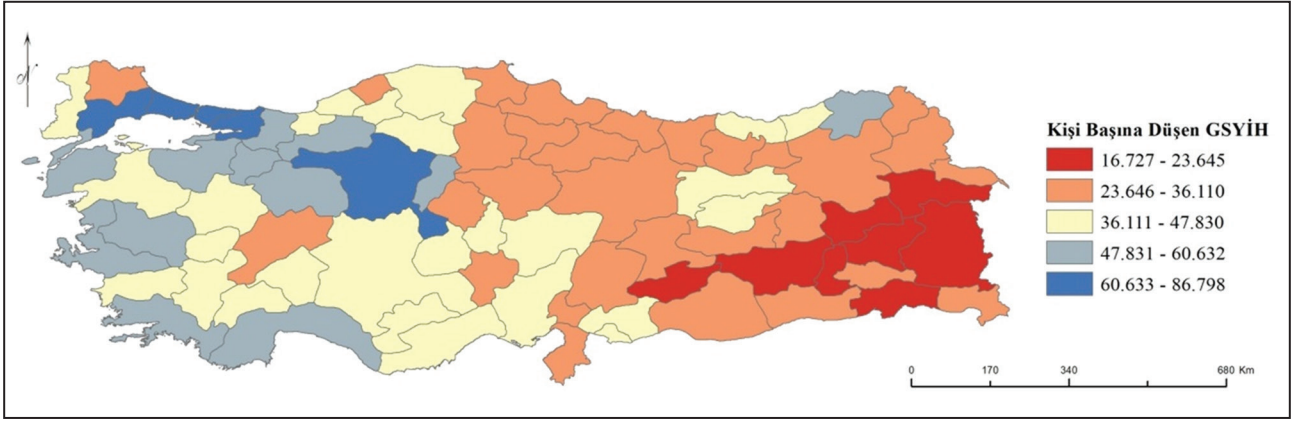 N
Kişi Başına Düşen GSYİH
16.727 - 23.645
23.646 - 36.110
36.111 - 47.830
47.831 - 60.632
60.633 - 86.798
0 170 340 680 Km